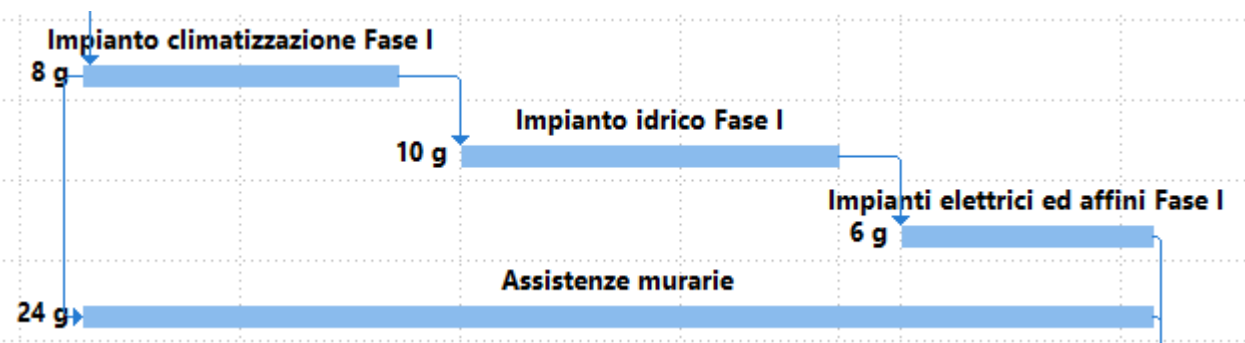 Impianto climatizzazione Fase I
8 g
Impianto idrico Fase I
10 g
Impianti elettrici ed affini Fase I
6 g
Assistenze murarie
24 g